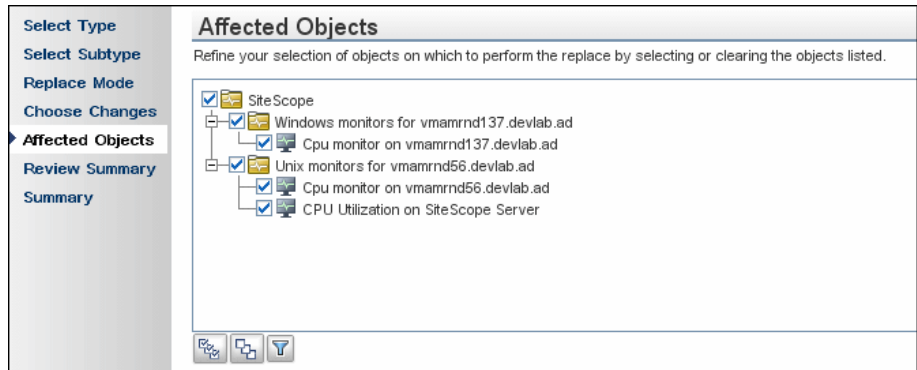 Select Type
Select Subtype
Replace Mode
Choose Changes
Affected Objects
Review Summary
Summary
Affected Objects
Refine your selection of objects on which to perform the replace by selecting or clearing the objects listed.
SiteScope
Windows monitors for vmamrnd137.devlab.ad
Cpu monitor on vmamrnd137.devlab.ad
Unix monitors for vmamrnd56.devlab.ad
Cpu monitor on vmamrnd56.devlab.ad
CPU Utilization on SiteScope Server